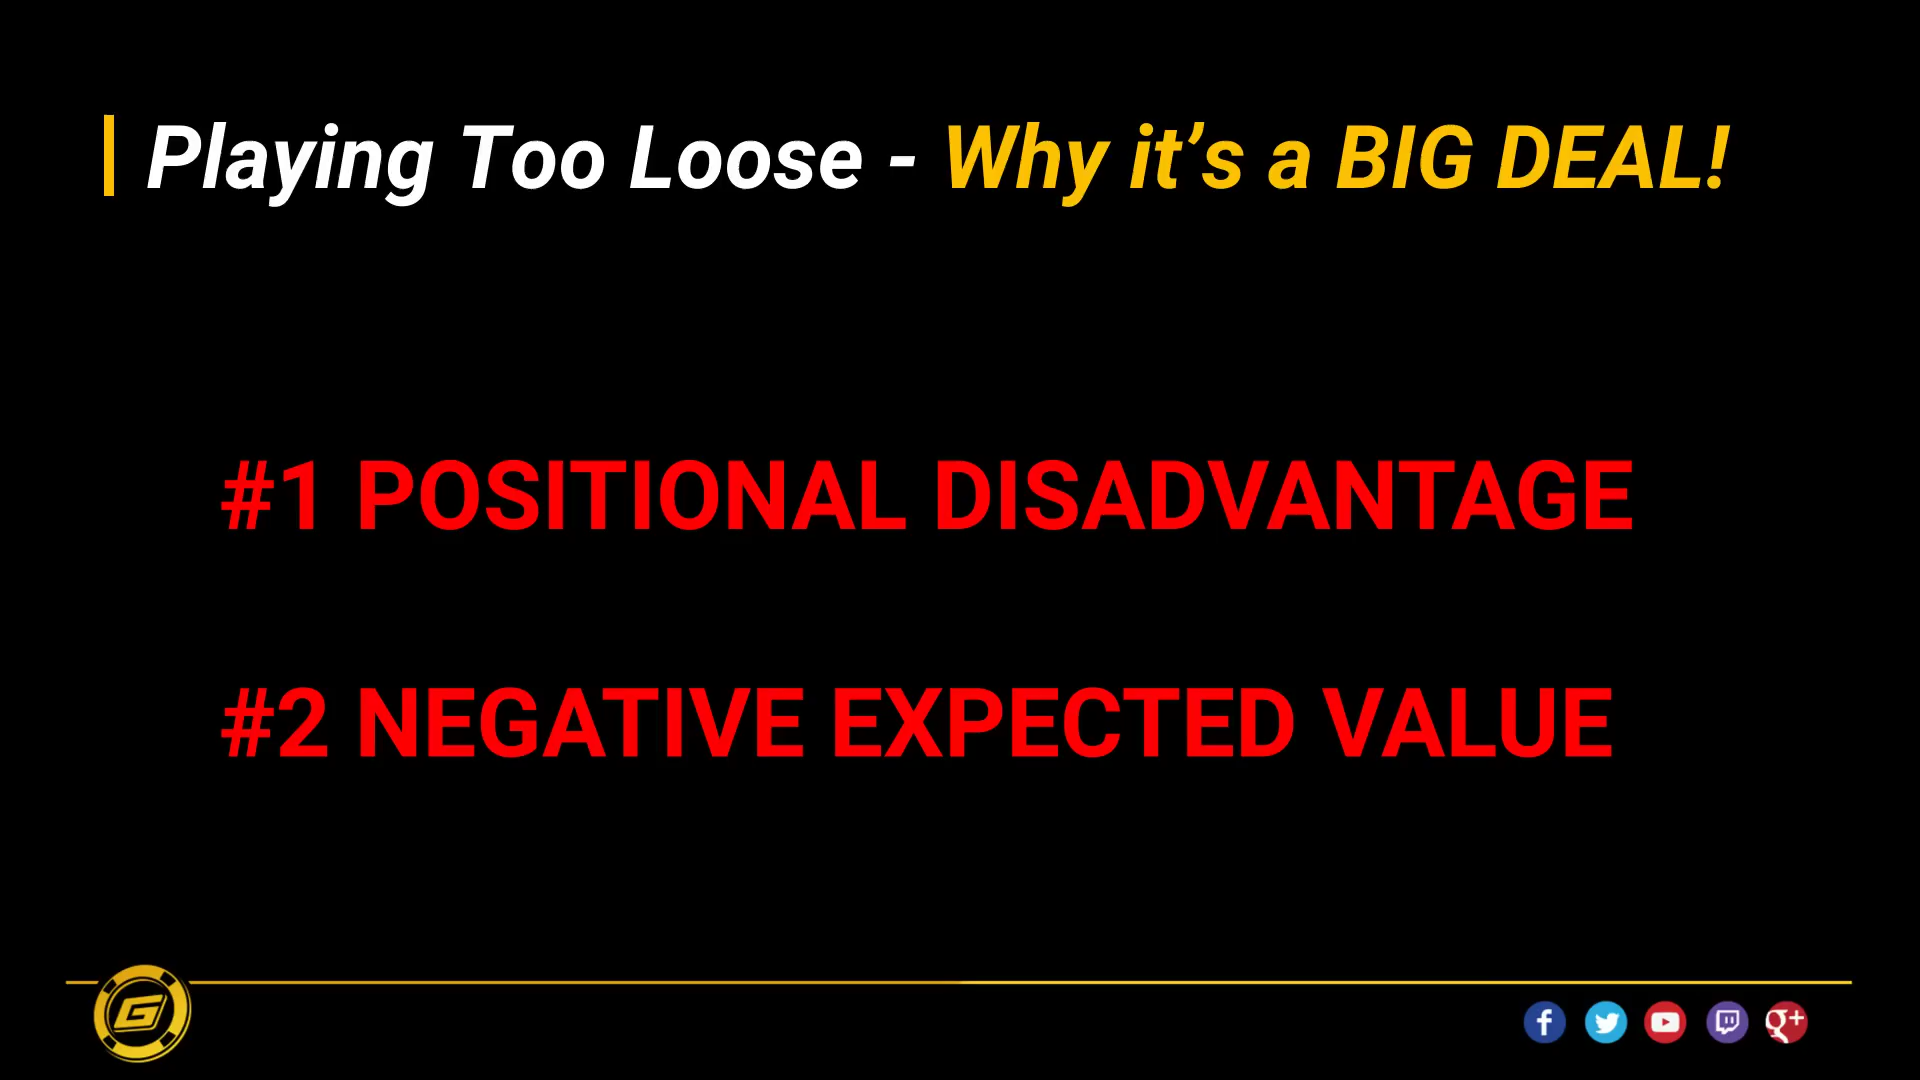 Playing Too Loose - Why it’s a BIG DEAL!
#1 POSITIONAL DISADVANTAGE
#2 NEGATIVE EXPECTED VALUE
G